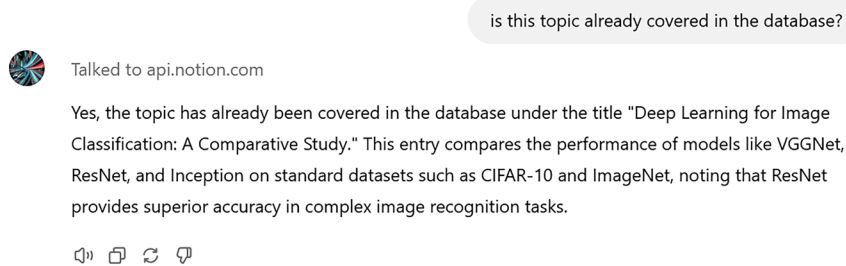 is this topic already covered in the database?
Talked to api.notion.com
Yes, the topic has already been covered in the database under the title "Deep Learning for Image
Classification: A Comparative Study." This entry compares the performance of models like VGGNet,
ResNet, and Inception on standard datasets such as CIFAR-10 and ImageNet, noting that ResNet
provides superior accuracy in complex image recognition tasks.